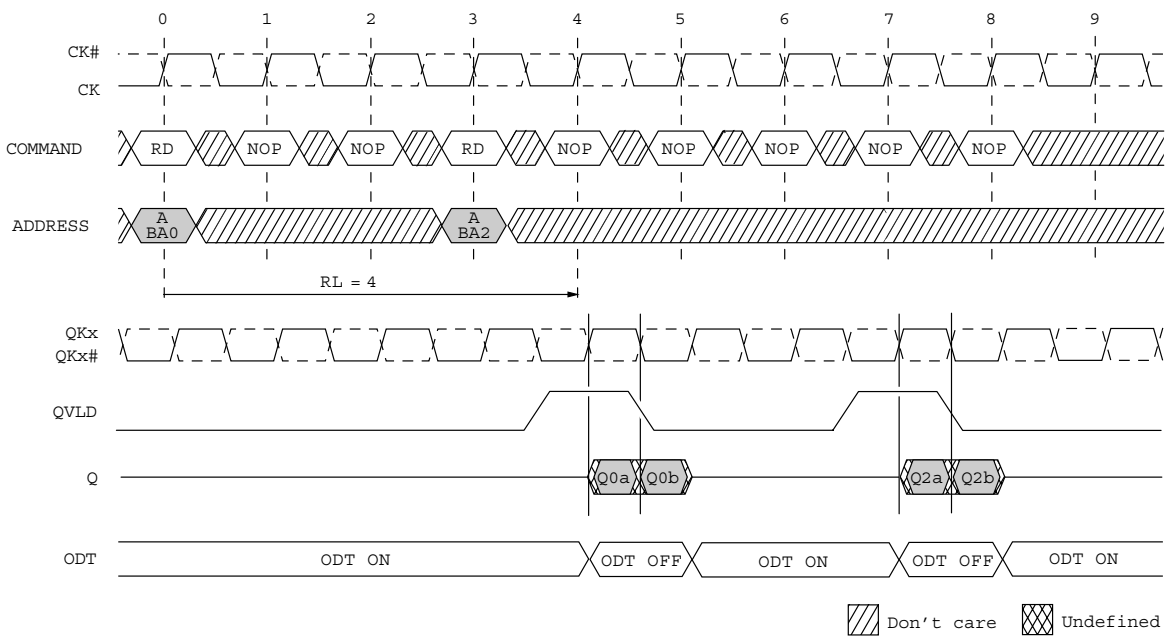 0 1 2 3 4 5 6 7 8 9
CK#
CK
COMMAND RD NOP NOP RD NOP NOP NOP NOP NOP
ADDRESS A BA0 A BA2
RL = 4
QKx
QKx#
QVLD
Q Q0a Q0b Q2a Q2b
ODT ODT ON ODT OFF ODT ON ODT OFF ODT ON
Don't care Undefined